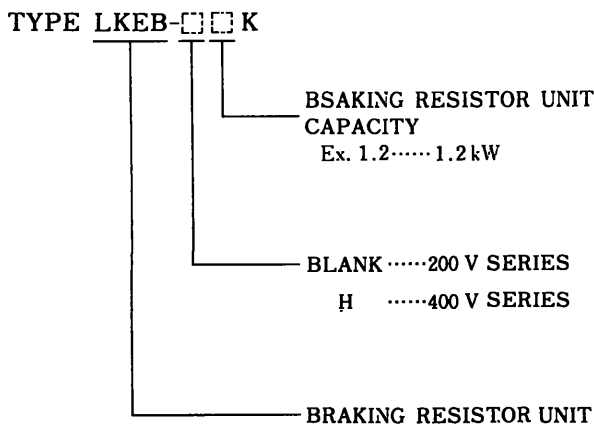 TYPE LKEB-□□K
BSAKING RESISTOR UNIT
CAPACITY
Ex. 1.2……1.2kW
BLANK ……200 V SERIES
H ……400 V SERIES
BRAKING RESISTOR UNIT